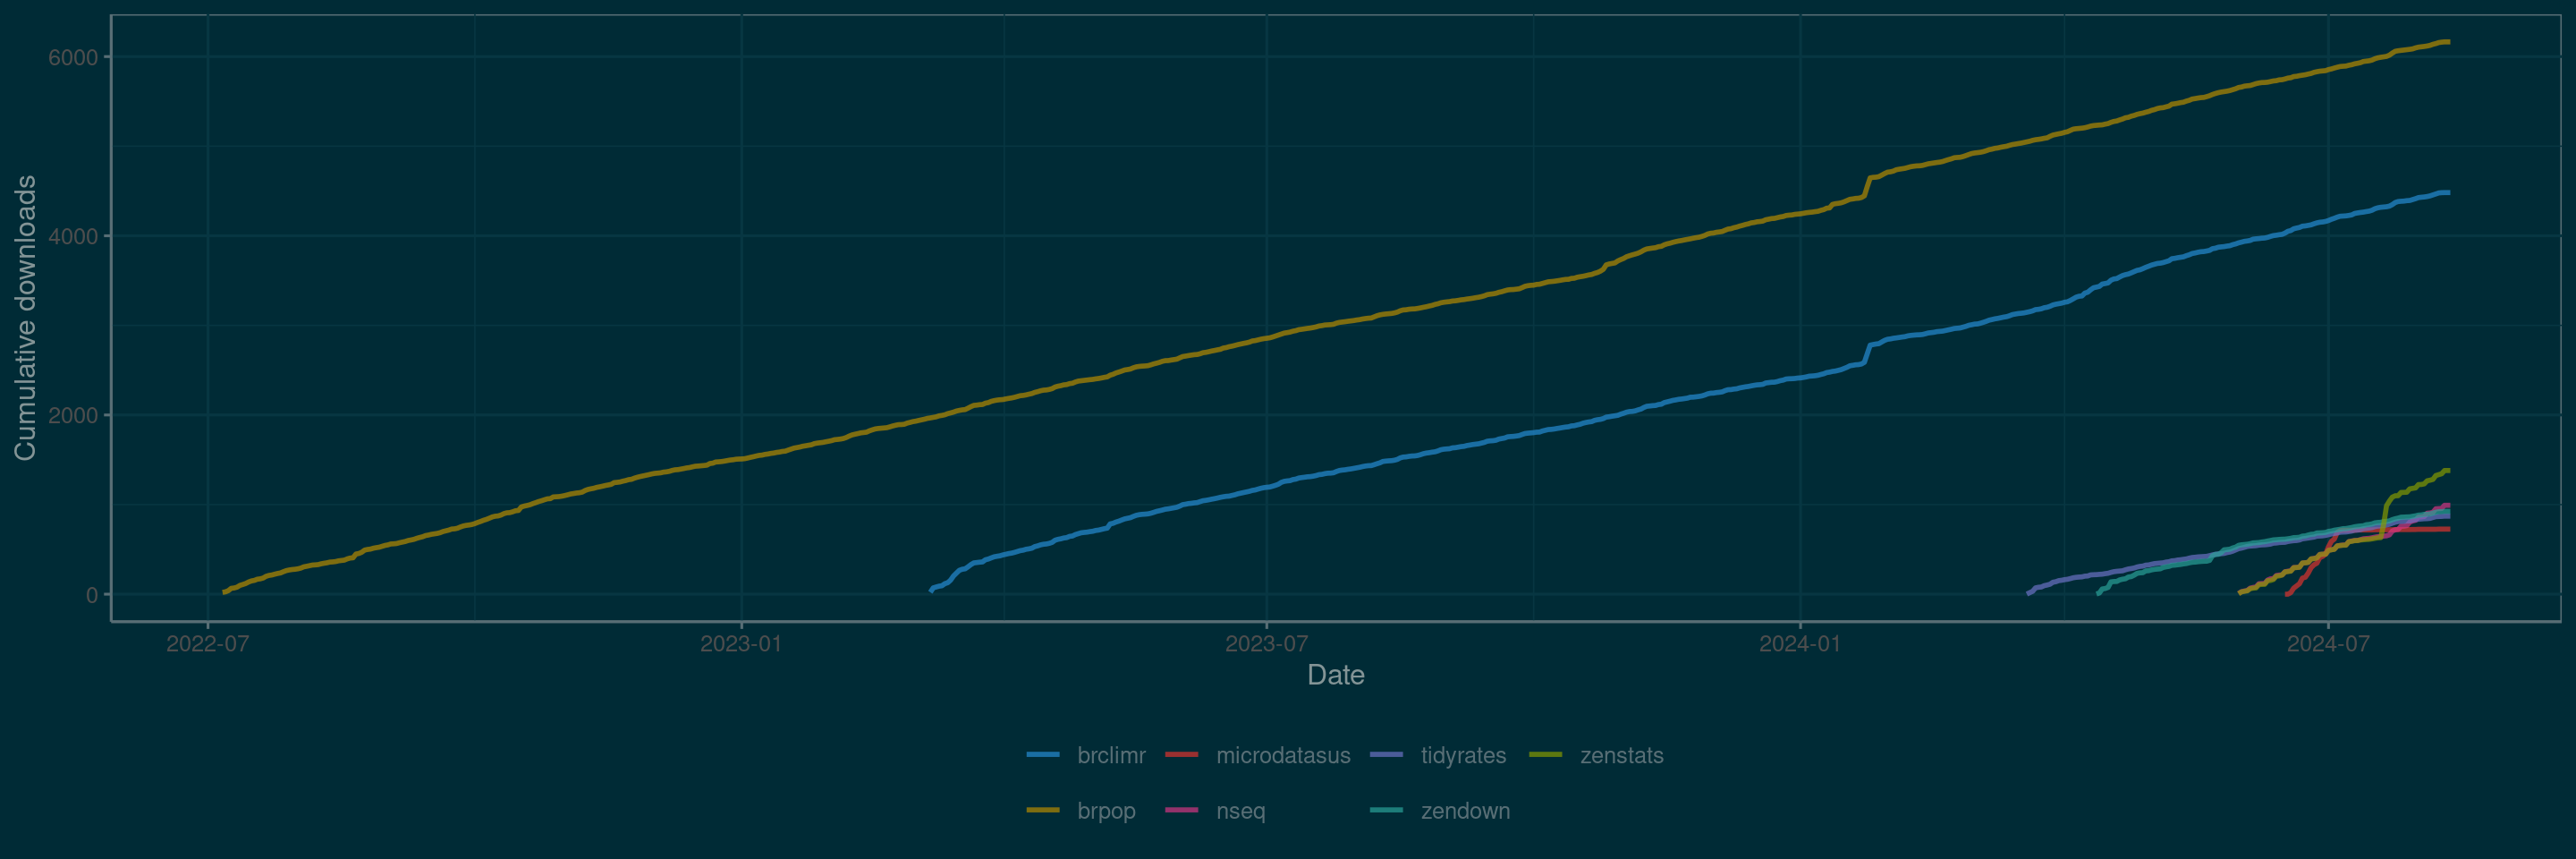 Cumulative downloads
6000
4000
2000
0
2022-07 2023-01 2023-07 2024-01 2024-07
Date
brclimr microdatasus tidyrates zenstats
brpop nseq zendown